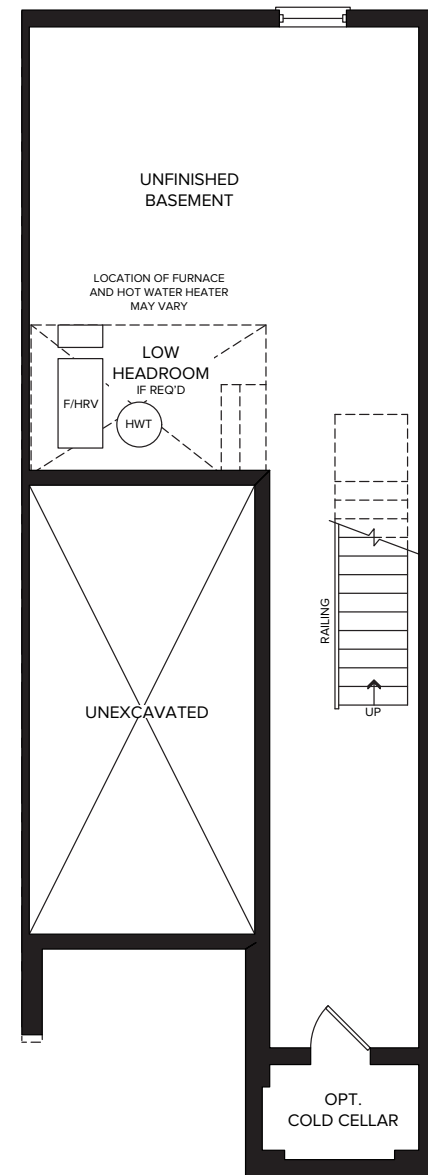 UNFINISHED
BASEMENT
LOCATION OF FURNACE
AND HOT WATER HEATER
MAY VARY
LOW
HEADROOM
IF REQ'D
F/HRV
HWT
RAILING
UP
UNEXCAVATED
OPT.
COLD CELLAR